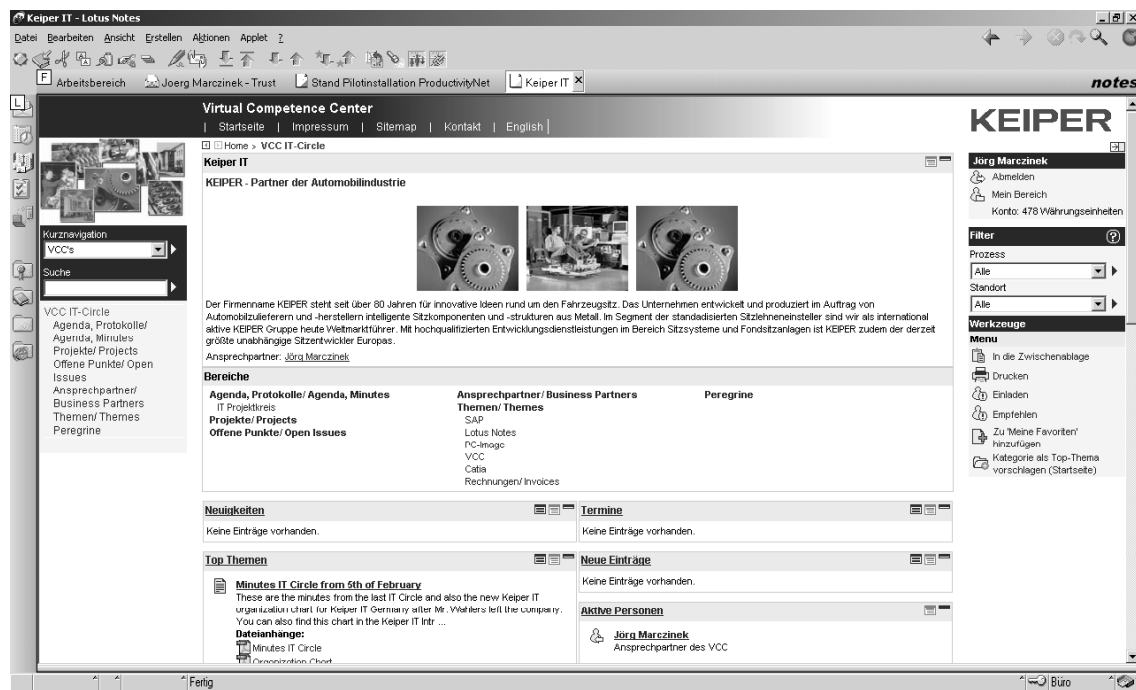 Keiper IT - Lotus Notes
Datei Bearbeiten Ansicht Erstellen Aktionen Applet ?
F Arbeitsbereich Joerg Marczinek - Trust Stand Pilotinstallation ProductivityNet Keiper IT
notes
L
Virtual Competence Center
| Startseite | Impressum | Sitemap | Kontakt | English |
Home > VCC IT-Circle
Kurznavigation
VCC's
Suche
VCC IT-Circle
Agenda, Protokolle/
Agenda, Minutes
Projekte/ Projects
Offene Punkte/ Open
Issues
Ansprechpartner/
Business Partners
Themen/ Themes
Peregrine
Keiper IT
KEIPER - Partner der Automobilindustrie
Der Firmenname KEIPER steht seit über 80 Jahren für innovative Ideen rund um den Fahrzeugsitz. Das Unternehmen entwickelt und produziert im Auftrag von
Automobilzulieferern und -herstellern intelligente Sitzkomponenten und -strukturen aus Metall. Im Segment der standadisierten Sitzlehneneinsteller sind wir als international
aktive KEIPER Gruppe heute Weltmarktführer. Mit hochqualifizierten Entwicklungsdienstleistungen im Bereich Sitzsysteme und Fondsitzanlagen ist KEIPER zudem der derzeit
größte unabhängige Sitzentwickler Europas.
Ansprechpartner: Jörg Marczinek
Bereiche
Agenda, Protokolle/ Agenda, Minutes
IT Projektkreis
Projekte/ Projects
Offene Punkte/ Open Issues
Ansprechpartner/ Business Partners
Themen/ Themes
SAP
Lotus Notes
PC-Image
VCC
Catia
Rechnungen/ Invoices
Peregrine
Neuigkeiten
Keine Einträge vorhanden.
Termine
Keine Einträge vorhanden.
Top Themen
Minutes IT Circle from 5th of February
These are the minutes from the last IT Circle and also the new Keiper IT
organization chart for Keiper IT Germany after Mr. Wahlers left the company.
You can also find this chart in the Keiper IT Intr ...
Dateianhänge:
Minutes IT Circle
Organization Chart
Neue Einträge
Keine Einträge vorhanden.
Aktive Personen
Jörg Marczinek
Ansprechpartner des VCC
KEIPER
Jörg Marczinek
Abmelden
Mein Bereich
Konto: 478 Währungseinheiten
Filter ?
Prozess
Alle
Standort
Alle
Werkzeuge
Menu
In die Zwischenablage
Drucken
Einladen
Empfehlen
Zu 'Meine Favoriten'
hinzufügen
Kategorie als Top-Thema
vorschlagen (Startseite)
Fertig
Büro